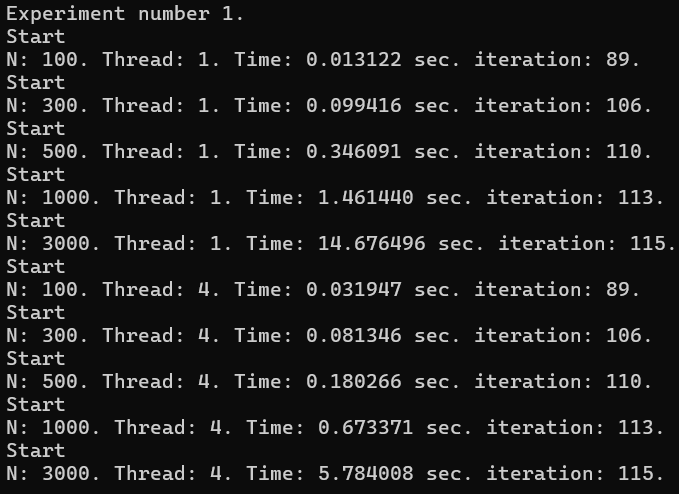 Experiment number 1.
Start
N: 100. Thread: 1. Time: 0.013122 sec. iteration: 89.
Start
N: 300. Thread: 1. Time: 0.099416 sec. iteration: 106.
Start
N: 500. Thread: 1. Time: 0.346091 sec. iteration: 110.
Start
N: 1000. Thread: 1. Time: 1.461440 sec. iteration: 113.
Start
N: 3000. Thread: 1. Time: 14.676496 sec. iteration: 115.
Start
N: 100. Thread: 4. Time: 0.031947 sec. iteration: 89.
Start
N: 300. Thread: 4. Time: 0.081346 sec. iteration: 106.
Start
N: 500. Thread: 4. Time: 0.180266 sec. iteration: 110.
Start
N: 1000. Thread: 4. Time: 0.673371 sec. iteration: 113.
Start
N: 3000. Thread: 4. Time: 5.784008 sec. iteration: 115.